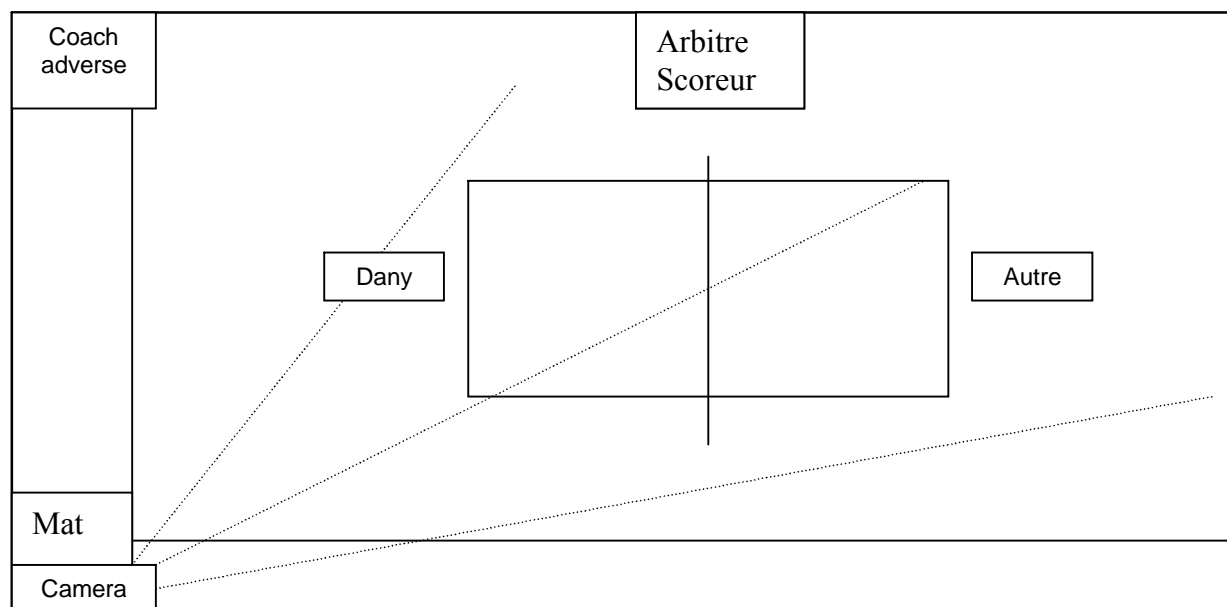 Coach
adverse
Arbitre
Scoreur
Dany
Autre
Mat
Camera